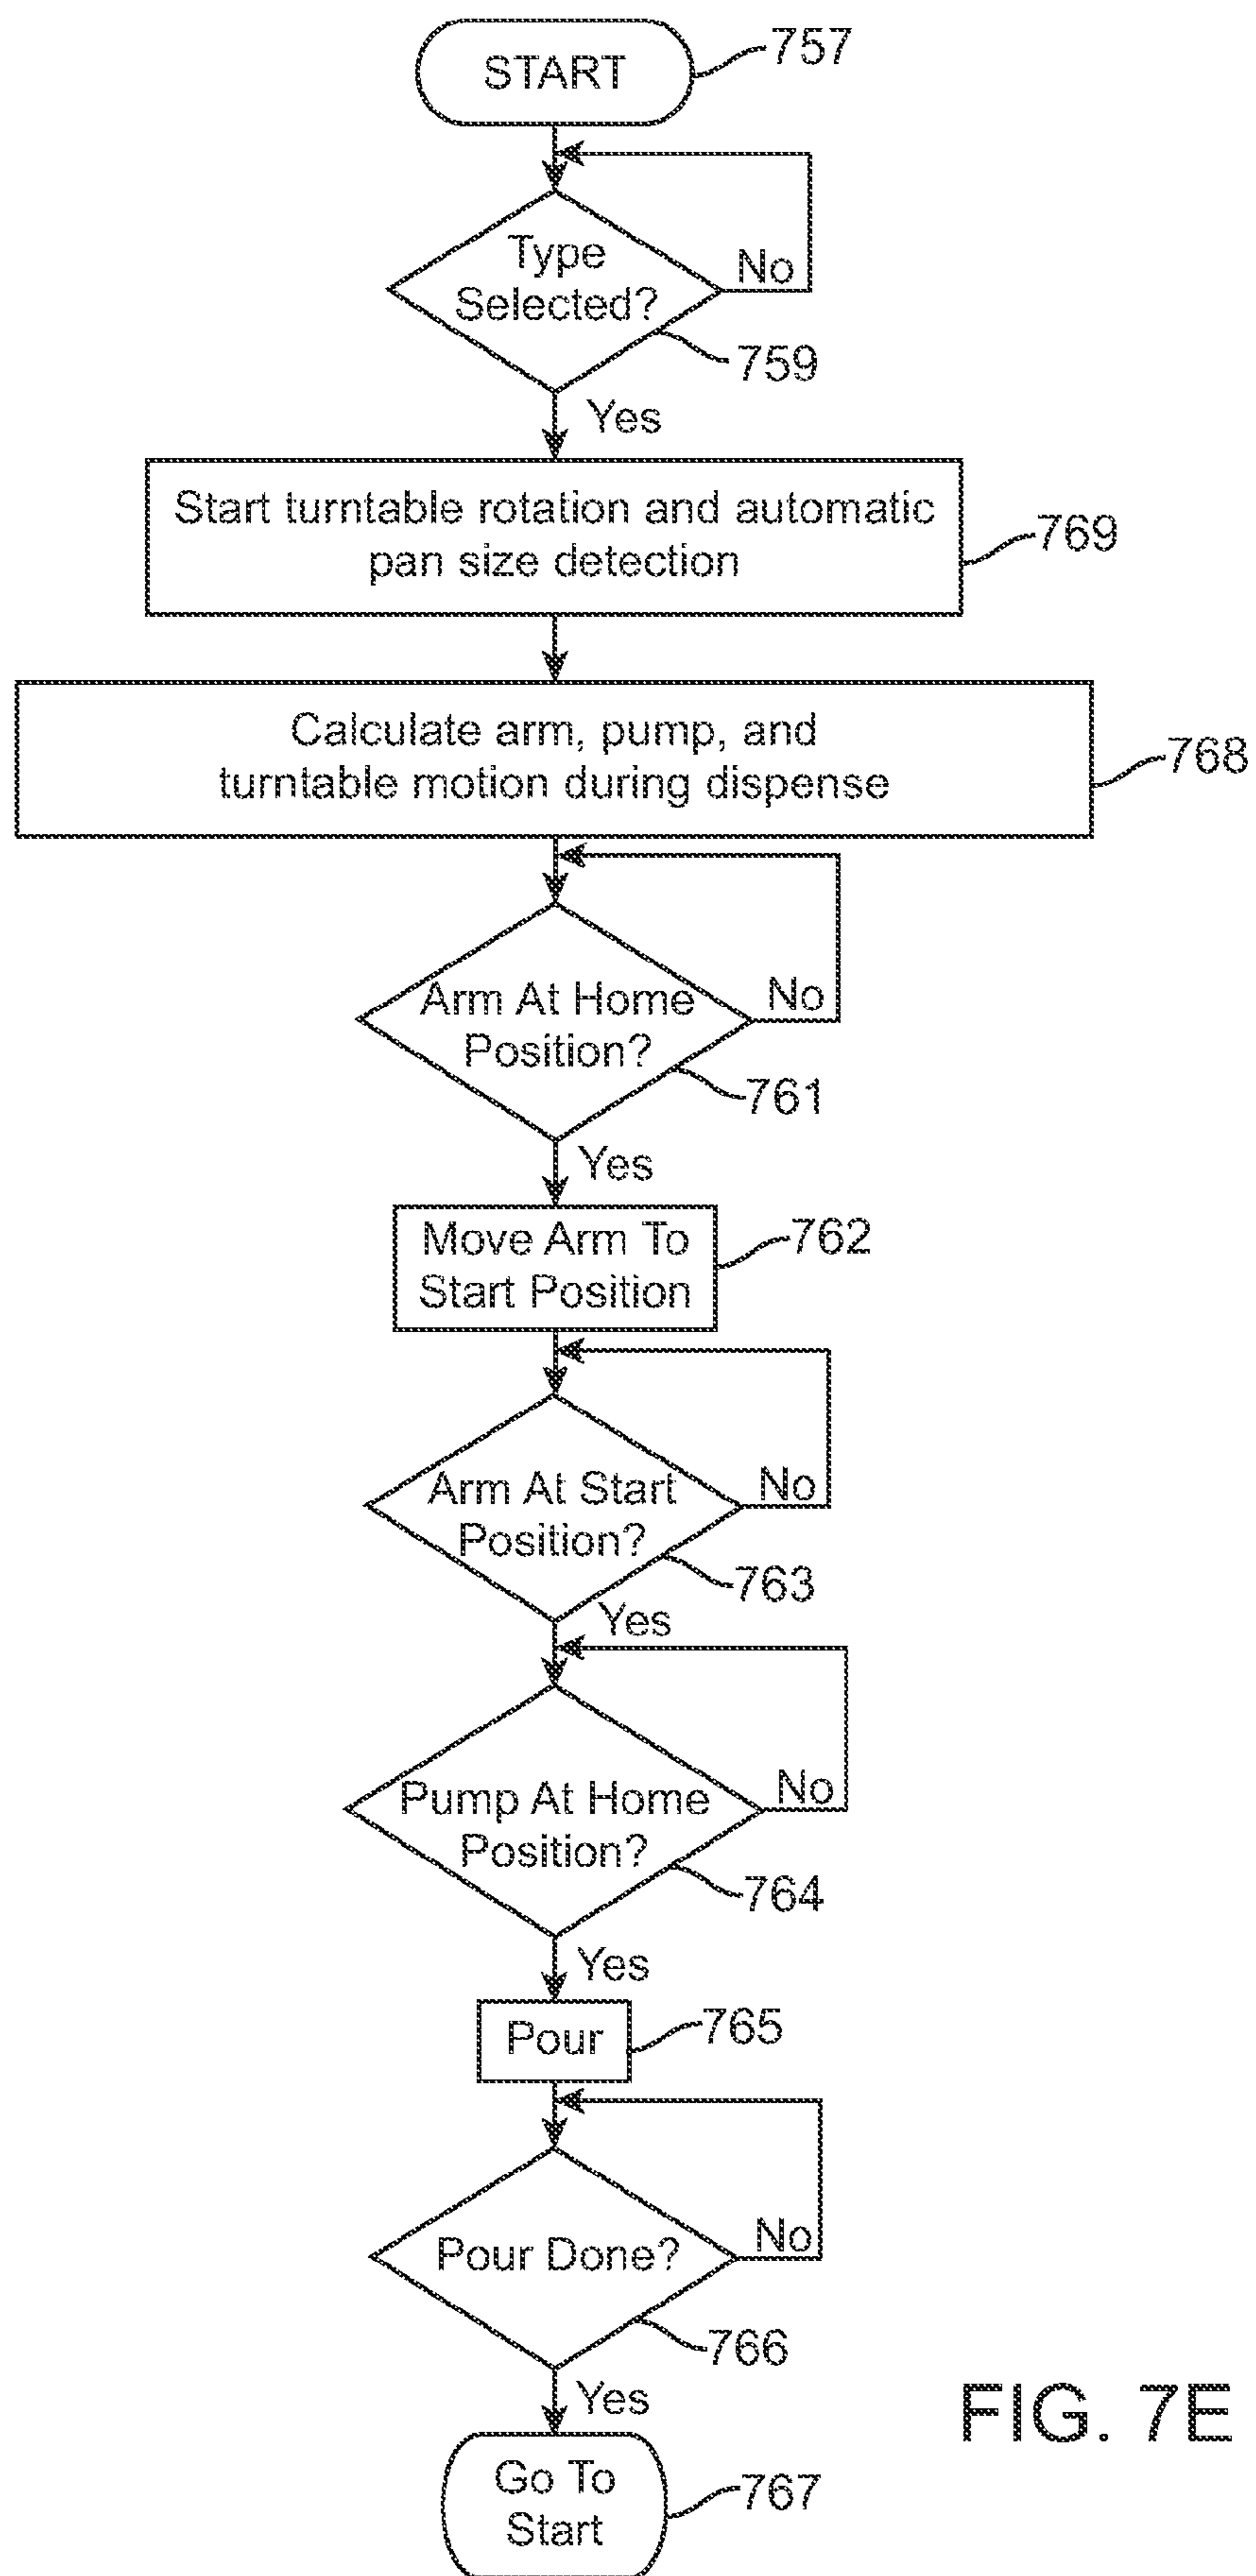 START
757
Type
Selected?
No
759
Yes
Start turntable rotation and automatic
pan size detection
769
Calculate arm, pump, and
turntable motion during dispense
768
Arm At Home
Position?
No
761
Yes
Move Arm To
Start Position
762
Arm At Start
Position?
No
763
Yes
Pump At Home
Position?
No
764
Yes
Pour
765
Pour Done?
No
766
Yes
Go To
Start
767
FIG. 7E